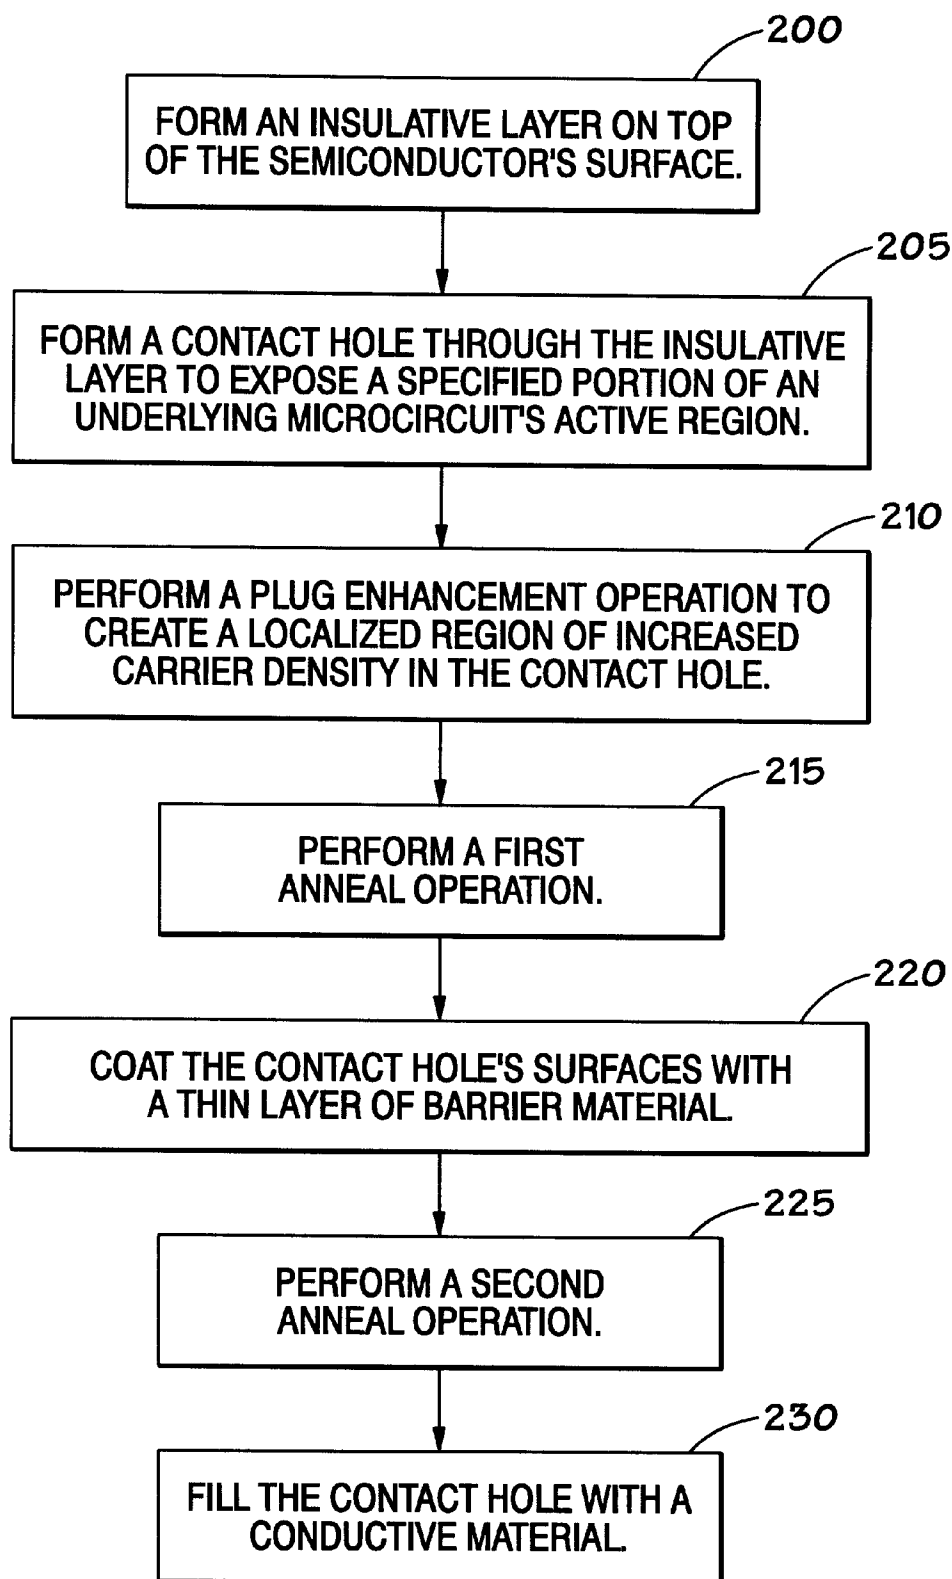 200
FORM AN INSULATIVE LAYER ON TOP
OF THE SEMICONDUCTOR'S SURFACE.
205
FORM A CONTACT HOLE THROUGH THE INSULATIVE
LAYER TO EXPOSE A SPECIFIED PORTION OF AN
UNDERLYING MICROCIRCUIT'S ACTIVE REGION.
210
PERFORM A PLUG ENHANCEMENT OPERATION TO
CREATE A LOCALIZED REGION OF INCREASED
CARRIER DENSITY IN THE CONTACT HOLE.
215
PERFORM A FIRST
ANNEAL OPERATION.
220
COAT THE CONTACT HOLE'S SURFACES WITH
A THIN LAYER OF BARRIER MATERIAL.
225
PERFORM A SECOND
ANNEAL OPERATION.
230
FILL THE CONTACT HOLE WITH A
CONDUCTIVE MATERIAL.